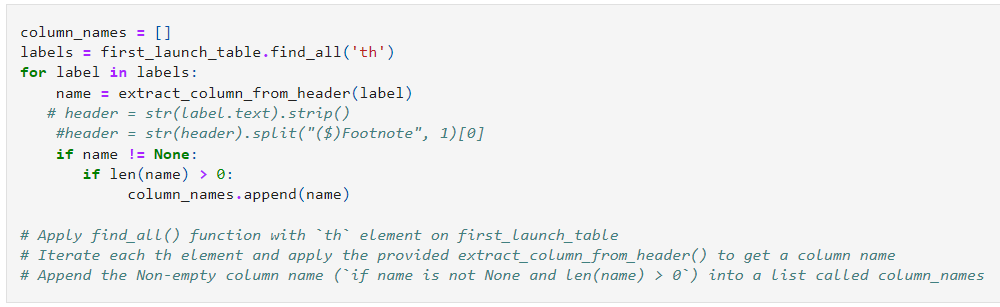 column_names = []
labels = first_launch_table.find_all('th')
for label in labels:
    name = extract_column_from_header(label)
   # header = str(label.text).strip()
    #header = str(header).split("($)Footnote", 1)[0]
    if name != None:
       if len(name) > 0:
            column_names.append(name)

# Apply find_all() function with `th` element on first_launch_table
# Iterate each th element and apply the provided extract_column_from_header() to get a column name
# Append the Non-empty column name (`if name is not None and len(name) > 0`) into a list called column_names